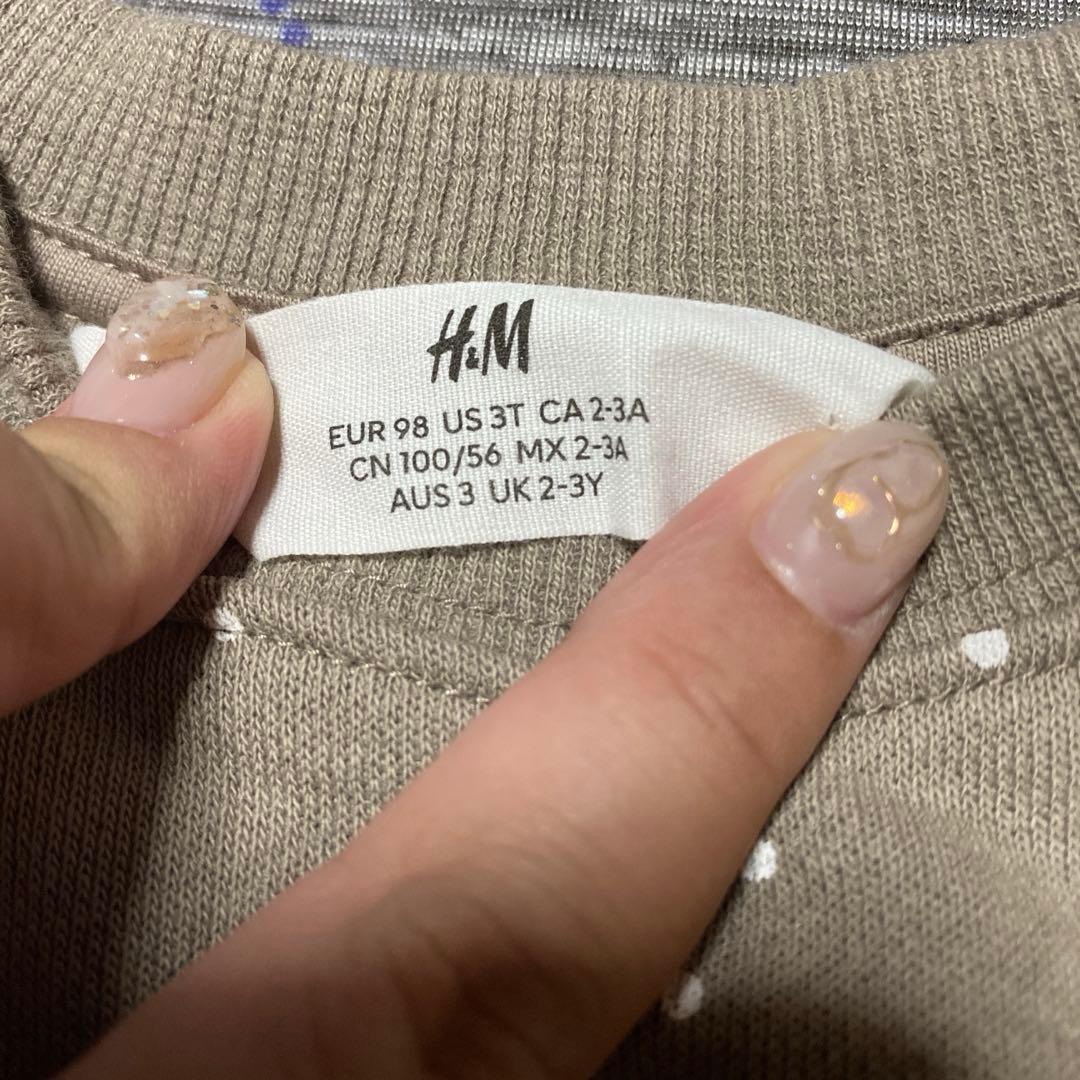 H&M
EUR 98 US 3T CA 2-3A
CN 100/56 MX 2-3A
AUS 3 UK 2-3Y